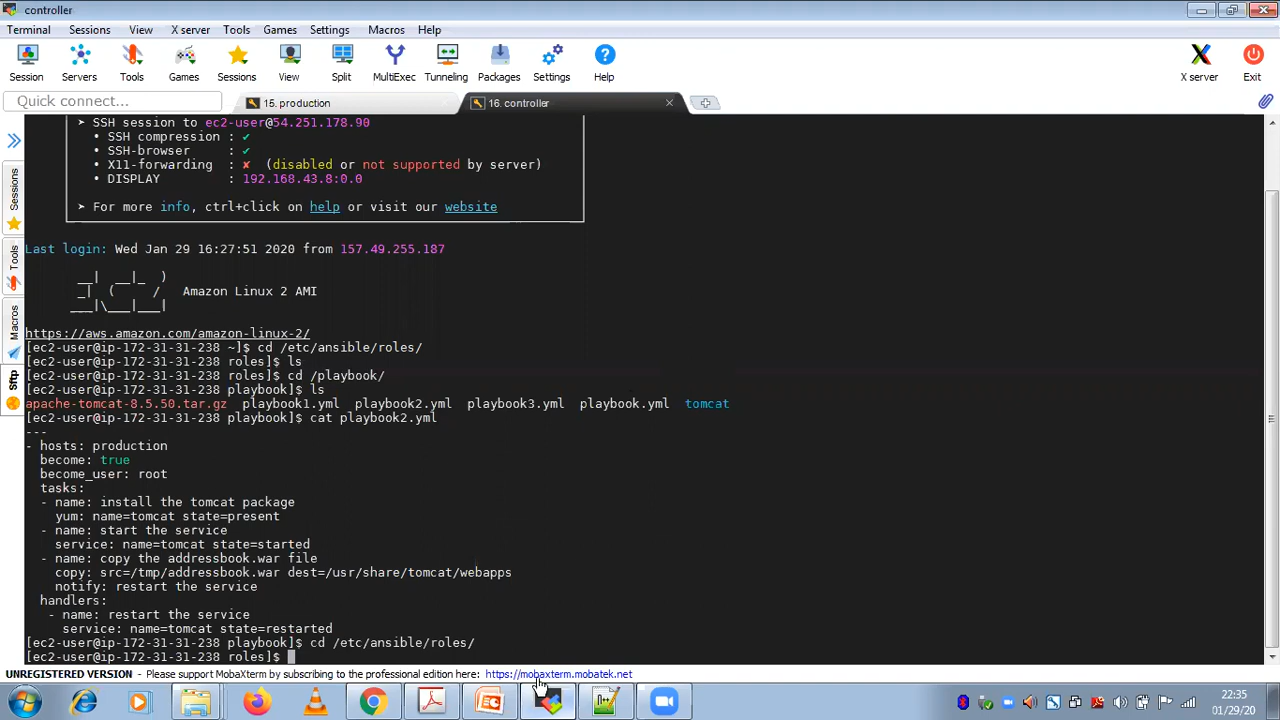 controller
Terminal Sessions View X server Tools Games Settings Macros Help
Session Servers Tools Games Sessions View Split MultiExec Tunneling Packages Settings Help X server Exit
Quick connect...
15. production
16. controller
Sessions
Tools
Macros
Sftp
➤ SSH session to ec2-user@54.251.178.90
• SSH compression : ✔
• SSH-browser : ✔
• X11-forwarding : ✘ (disabled or not supported by server)
• DISPLAY : 192.168.43.8:0.0
➤ For more info, ctrl+click on help or visit our website
Last login: Wed Jan 29 16:27:51 2020 from 157.49.255.187
__| __|_ )
_| ( / Amazon Linux 2 AMI
___|\___|___|
https://aws.amazon.com/amazon-linux-2/
[ec2-user@ip-172-31-31-238 ~]$ cd /etc/ansible/roles/
[ec2-user@ip-172-31-31-238 roles]$ ls
[ec2-user@ip-172-31-31-238 roles]$ cd /playbook/
[ec2-user@ip-172-31-31-238 playbook]$ ls
apache-tomcat-8.5.50.tar.gz playbook1.yml playbook2.yml playbook3.yml playbook.yml tomcat
[ec2-user@ip-172-31-31-238 playbook]$ cat playbook2.yml
---
- hosts: production
become: true
become_user: root
tasks:
- name: install the tomcat package
yum: name=tomcat state=present
- name: start the service
service: name=tomcat state=started
- name: copy the addressbook.war file
copy: src=/tmp/addressbook.war dest=/usr/share/tomcat/webapps
notify: restart the service
handlers:
- name: restart the service
service: name=tomcat state=restarted
[ec2-user@ip-172-31-31-238 playbook]$ cd /etc/ansible/roles/
[ec2-user@ip-172-31-31-238 roles]$
UNREGISTERED VERSION - Please support MobaXterm by subscribing to the professional edition here: https://mobaxterm.mobatek.net
22:35
01/29/20